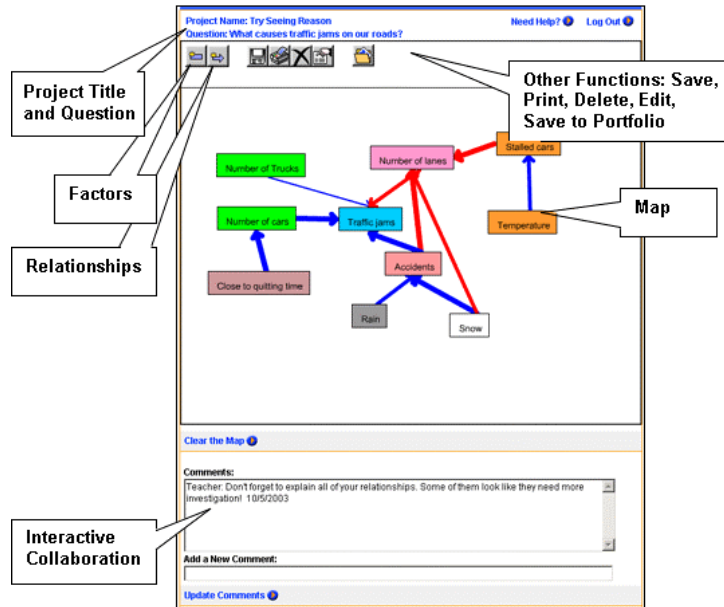 Project Name: Try Seeing Reason
Question: What causes traffic jams on our roads?
Need Help?
Log Out
Project Title
and Question
Other Functions: Save,
Print, Delete, Edit,
Save to Portfolio
Factors
Relationships
Map
Number of Trucks
Number of lanes
Stalled cars
Number of cars
Traffic jams
Temperature
Accidents
Close to quitting time
Rain
Snow
Clear the Map
Comments:
Teacher: Don't forget to explain all of your relationships. Some of them look like they need more
investigation! 10/5/2003
Interactive
Collaboration
Add a New Comment:
Update Comments